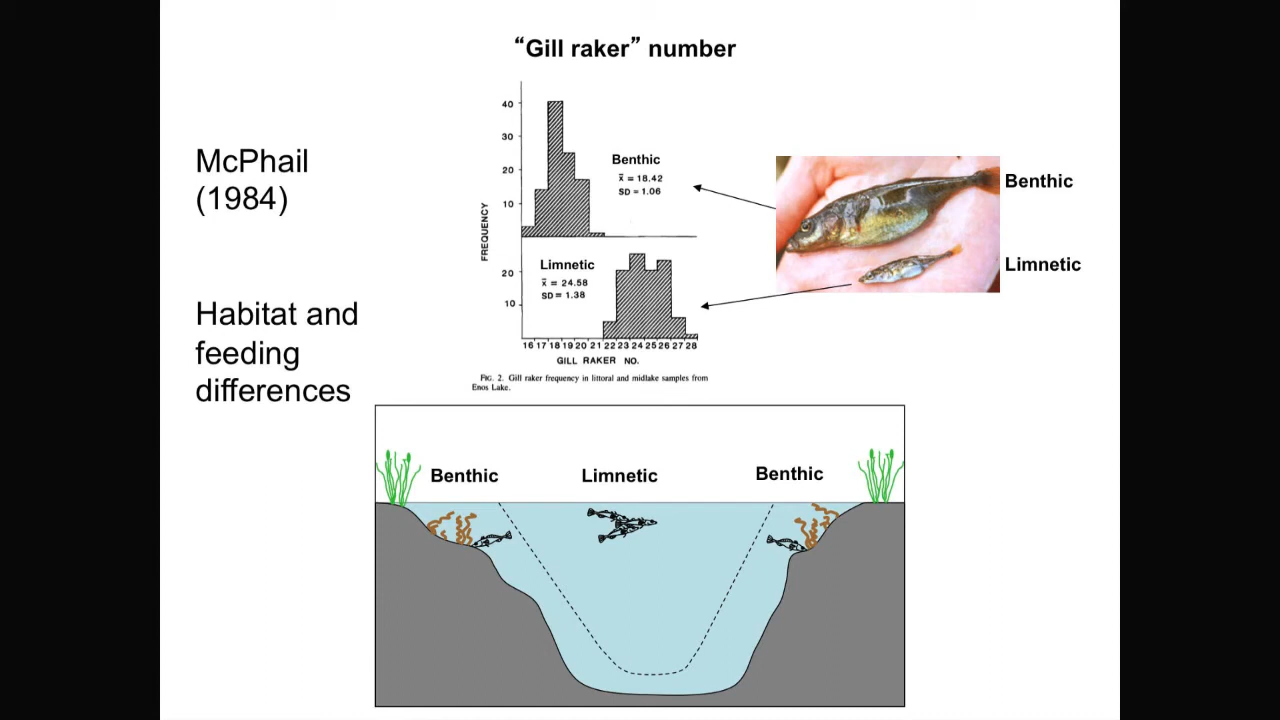 “Gill raker” number
McPhail
(1984)
Habitat and
feeding
differences
FREQUENCY
40
30
20
10
Benthic
x̄ = 18.42
SD = 1.06
20
10
Limnetic
x̄ = 24.58
SD = 1.38
16 17 18 19 20 21 22 23 24 25 26 27 28
GILL RAKER NO.
FIG. 2. Gill raker frequency in littoral and midlake samples from
Enos Lake.
Benthic
Limnetic
Benthic
Limnetic
Benthic